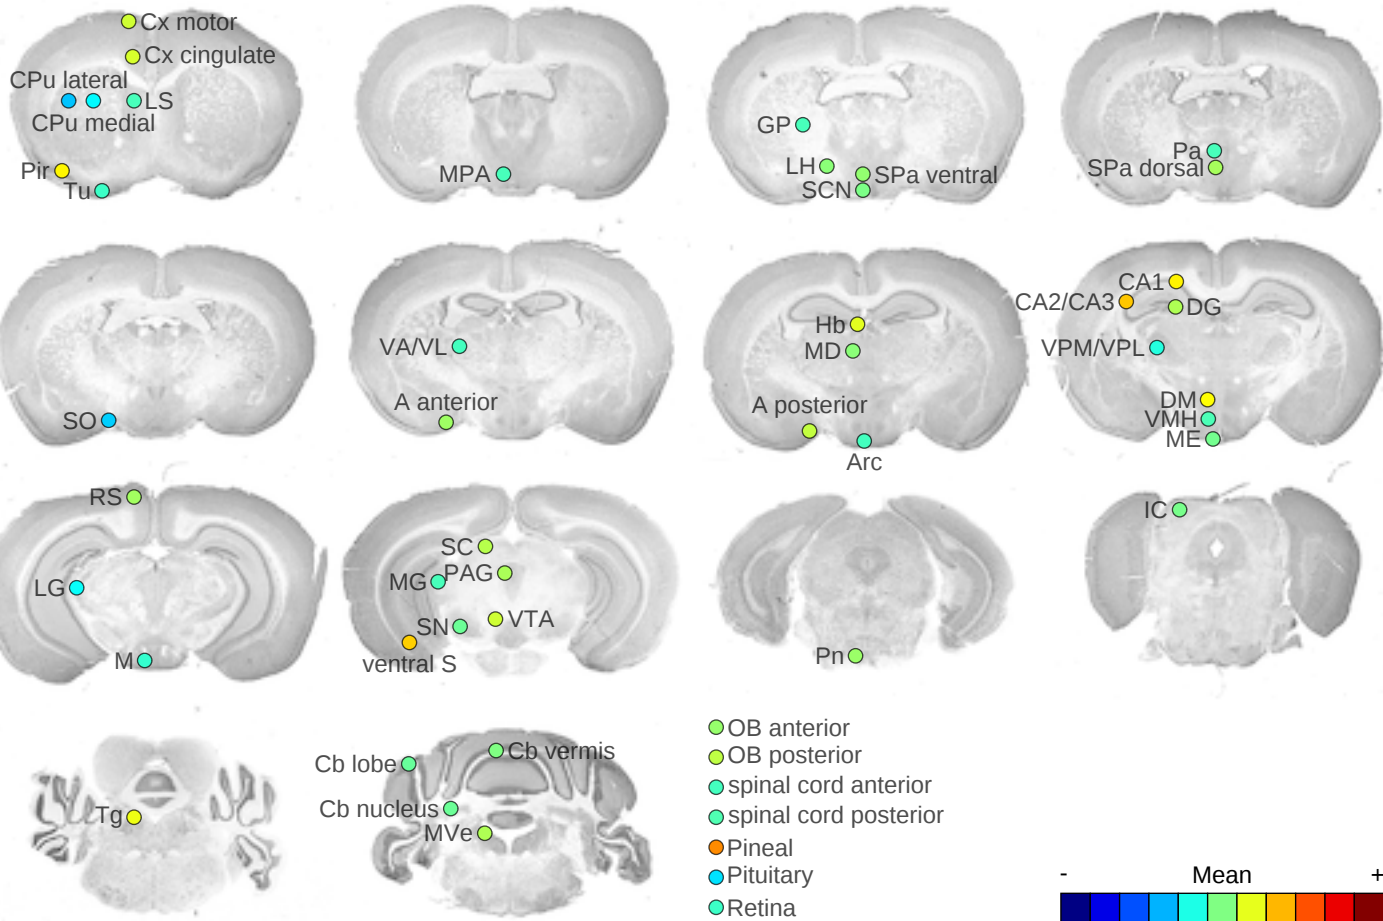 Cx motor
Cx cingulate
CPu lateral
LS
CPu medial
Pir
Tu
MPA
GP
LH
SPa ventral
SCN
Pa
SPa dorsal
SO
VA/VL
A anterior
Hb
MD
A posterior
Arc
CA1
CA2/CA3
DG
VPM/VPL
DM
VMH
ME
RS
LG
M
SC
MG
PAG
SN
VTA
ventral S
Pn
IC
Tg
Cb lobe
Cb vermis
Cb nucleus
MVe
OB anterior
OB posterior
spinal cord anterior
spinal cord posterior
Pineal
Pituitary
Retina
- Mean +